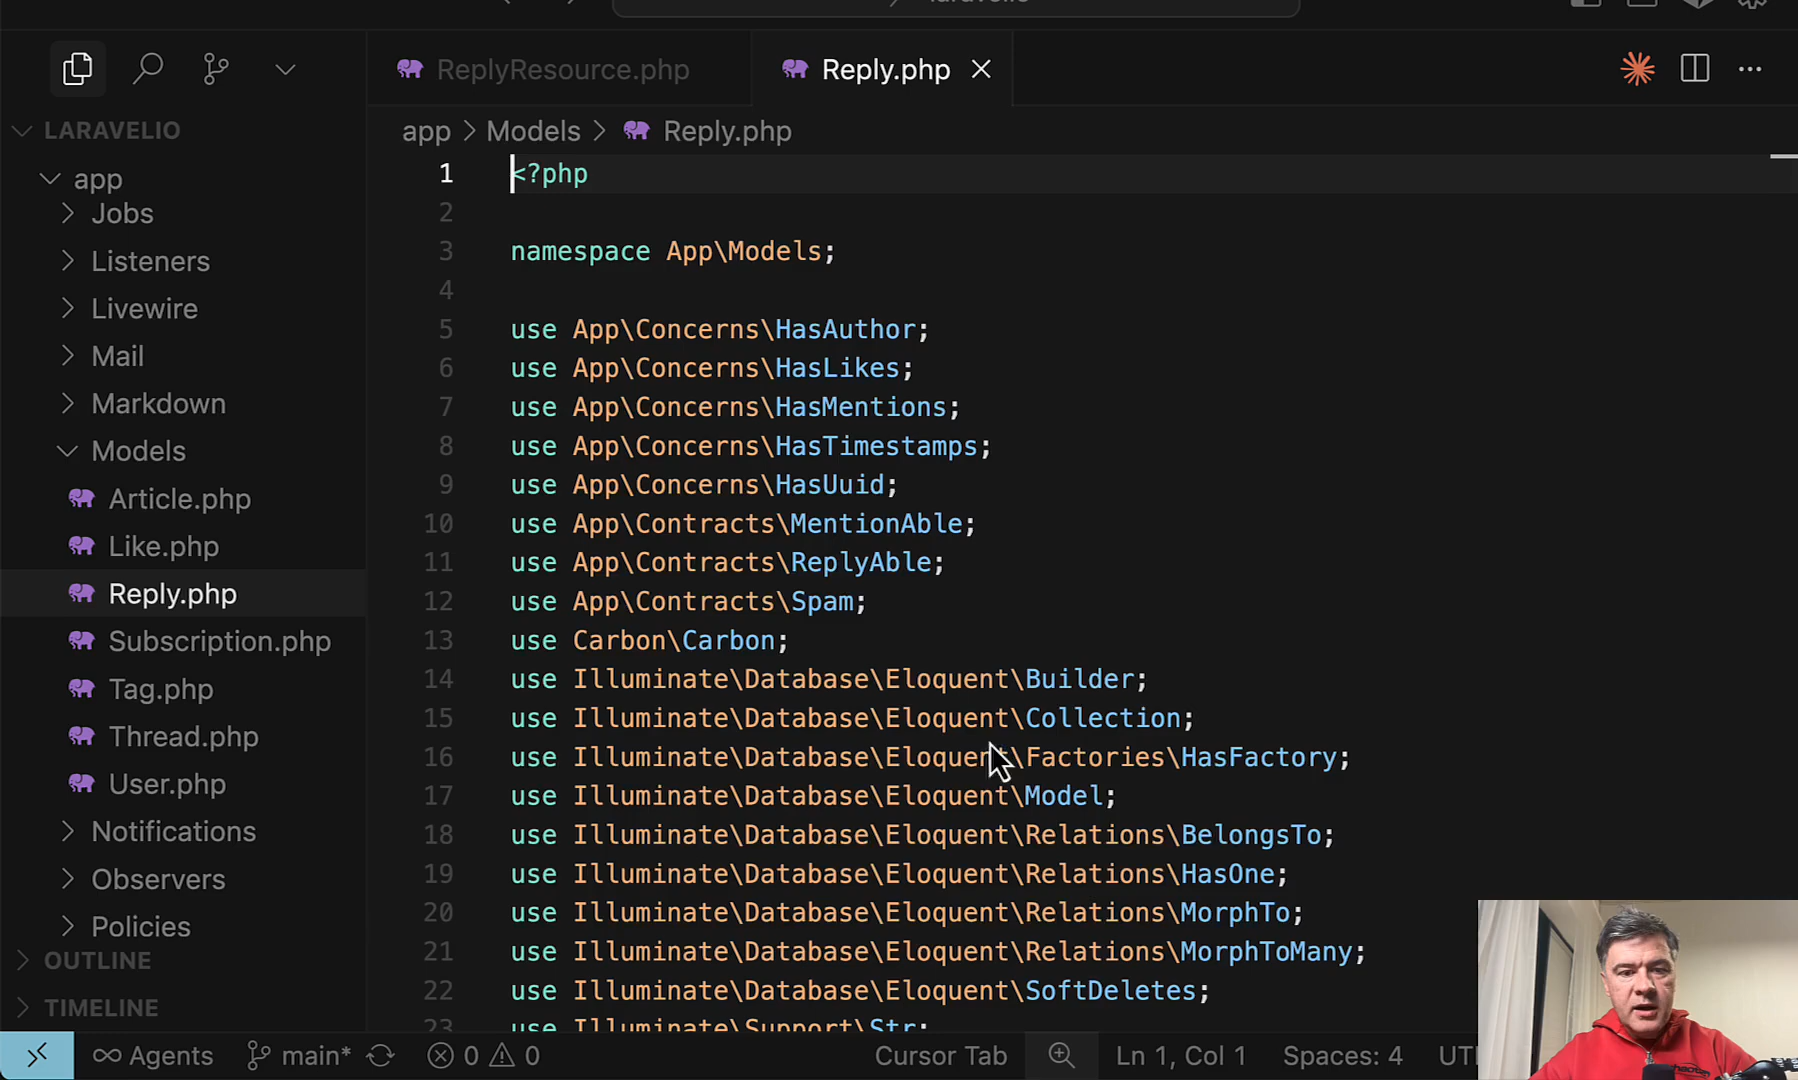 ReplyResource.php
Reply.php
LARAVELIO
app > Models > Reply.php
app
Jobs
Listeners
Livewire
Mail
Markdown
Models
Article.php
Like.php
Reply.php
Subscription.php
Tag.php
Thread.php
User.php
Notifications
Observers
Policies
OUTLINE
TIMELINE
1 <?php
2
3 namespace App\Models;
4
5 use App\Concerns\HasAuthor;
6 use App\Concerns\HasLikes;
7 use App\Concerns\HasMentions;
8 use App\Concerns\HasTimestamps;
9 use App\Concerns\HasUuid;
10 use App\Contracts\MentionAble;
11 use App\Contracts\ReplyAble;
12 use App\Contracts\Spam;
13 use Carbon\Carbon;
14 use Illuminate\Database\Eloquent\Builder;
15 use Illuminate\Database\Eloquent\Collection;
16 use Illuminate\Database\Eloquent\Factories\HasFactory;
17 use Illuminate\Database\Eloquent\Model;
18 use Illuminate\Database\Eloquent\Relations\BelongsTo;
19 use Illuminate\Database\Eloquent\Relations\HasOne;
20 use Illuminate\Database\Eloquent\Relations\MorphTo;
21 use Illuminate\Database\Eloquent\Relations\MorphToMany;
22 use Illuminate\Database\Eloquent\SoftDeletes;
23 use Illuminate\Support\Str;
Agents main* 0 0 Cursor Tab Ln 1, Col 1 Spaces: 4